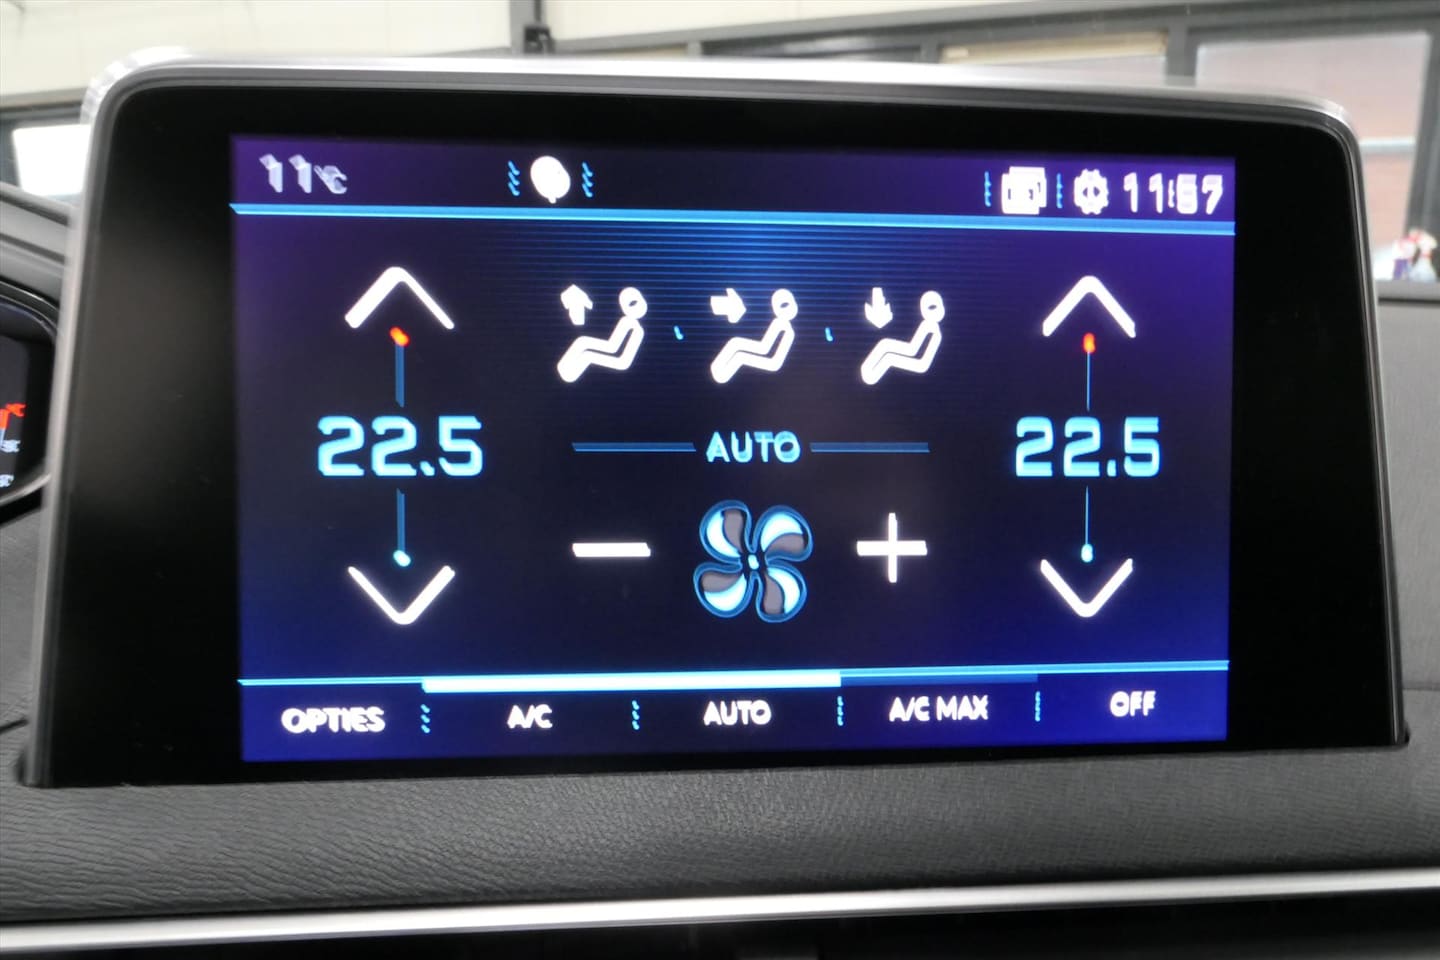 11°C 11:57
22.5 AUTO 22.5
OPTIES A/C AUTO A/C MAX OFF